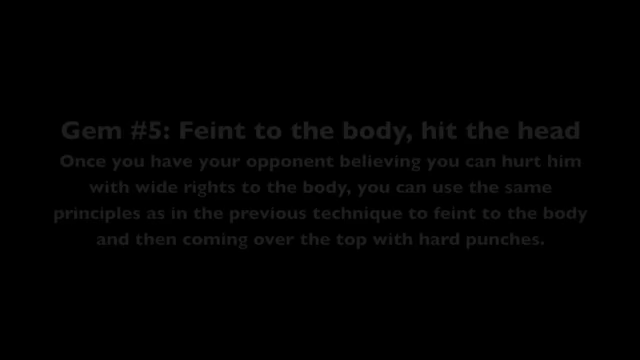 Gem #5: Feint to the body, hit the head
Once you have your opponent believing you can hurt him
with wide rights to the body, you can use the same
principles as in the previous technique to feint to the body
and then coming over the top with hard punches.